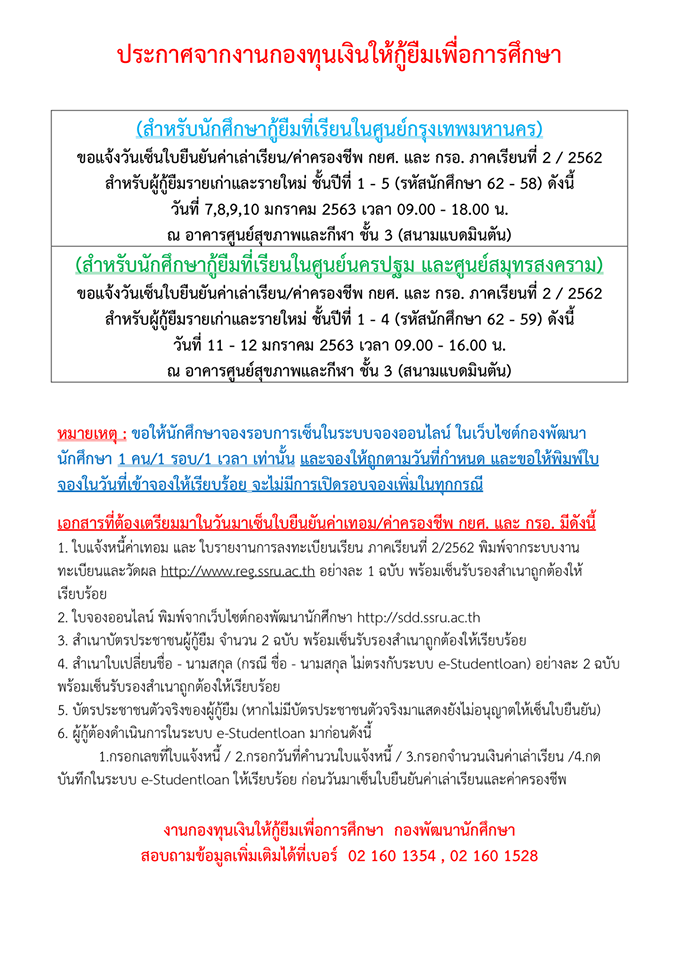 ประกาศจากงานกองทุนเงินให้กู้ยืมเพื่อการศึกษา
(สำหรับนักศึกษากู้ยืมที่เรียนในศูนย์กรุงเทพมหานคร)
ขอแจ้งวันเซ็นใบยืนยันค่าเล่าเรียน/ค่าครองชีพ กยศ. และ กรอ. ภาคเรียนที่ 2 / 2562
สำหรับผู้กู้ยืมรายเก่าและรายใหม่ ชั้นปีที่ 1 - 5 (รหัสนักศึกษา 62 - 58) ดังนี้
วันที่ 7,8,9,10 มกราคม 2563 เวลา 09.00 - 18.00 น.
ณ อาคารศูนย์สุขภาพและกีฬา ชั้น 3 (สนามแบดมินตัน)
(สำหรับนักศึกษากู้ยืมที่เรียนในศูนย์นครปฐม และศูนย์สมุทรสงคราม)
ขอแจ้งวันเซ็นใบยืนยันค่าเล่าเรียน/ค่าครองชีพ กยศ. และ กรอ. ภาคเรียนที่ 2 / 2562
สำหรับผู้กู้ยืมรายเก่าและรายใหม่ ชั้นปีที่ 1 - 4 (รหัสนักศึกษา 62 - 59) ดังนี้
วันที่ 11 - 12 มกราคม 2563 เวลา 09.00 - 16.00 น.
ณ อาคารศูนย์สุขภาพและกีฬา ชั้น 3 (สนามแบดมินตัน)
หมายเหตุ : ขอให้นักศึกษาจองรอบการเซ็นในระบบจองออนไลน์ ในเว็บไซต์กองพัฒนา
นักศึกษา 1 คน/1 รอบ/1 เวลา เท่านั้น และจองให้ถูกตามวันที่กำหนด และขอให้พิมพ์ใบ
จองในวันที่เข้าจองให้เรียบร้อย จะไม่มีการเปิดรอบจองเพิ่มในทุกกรณี
เอกสารที่ต้องเตรียมมาในวันมาเซ็นใบยืนยันค่าเทอม/ค่าครองชีพ กยศ. และ กรอ. มีดังนี้
1. ใบแจ้งหนี้ค่าเทอม และ ใบรายงานการลงทะเบียนเรียน ภาคเรียนที่ 2/2562 พิมพ์จากระบบงาน
ทะเบียนและวัดผล http://www.reg.ssru.ac.th อย่างละ 1 ฉบับ พร้อมเซ็นรับรองสำเนาถูกต้องให้
เรียบร้อย
2. ใบจองออนไลน์ พิมพ์จากเว็บไซต์กองพัฒนานักศึกษา http://sdd.ssru.ac.th
3. สำเนาบัตรประชาชนผู้กู้ยืม จำนวน 2 ฉบับ พร้อมเซ็นรับรองสำเนาถูกต้องให้เรียบร้อย
4. สำเนาใบเปลี่ยนชื่อ - นามสกุล (กรณี ชื่อ - นามสกุล ไม่ตรงกับระบบ e-Studentloan) อย่างละ 2 ฉบับ
พร้อมเซ็นรับรองสำเนาถูกต้องให้เรียบร้อย
5. บัตรประชาชนตัวจริงของผู้กู้ยืม (หากไม่มีบัตรประชาชนตัวจริงมาแสดงยังไม่อนุญาตให้เซ็นใบยืนยัน)
6. ผู้กู้ต้องดำเนินการในระบบ e-Studentloan มาก่อนดังนี้
1.กรอกเลขที่ใบแจ้งหนี้ / 2.กรอกวันที่คำนวนใบแจ้งหนี้ / 3.กรอกจำนวนเงินค่าเล่าเรียน /4.กด
บันทึกในระบบ e-Studentloan ให้เรียบร้อย ก่อนวันมาเซ็นใบยืนยันค่าเล่าเรียนและค่าครองชีพ
งานกองทุนเงินให้กู้ยืมเพื่อการศึกษา กองพัฒนานักศึกษา
สอบถามข้อมูลเพิ่มเติมได้ที่เบอร์ 02 160 1354 , 02 160 1528